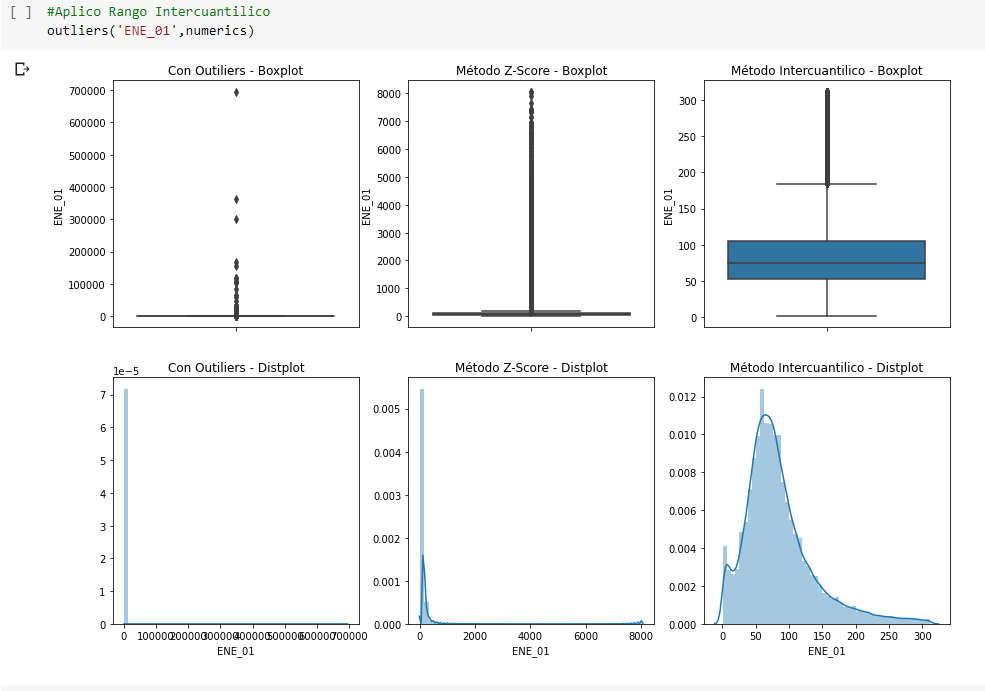 [ ] #Aplico Rango Intercuantilico
outliers('ENE_01',numerics)
Con Outiliers - Boxplot
700000
600000
500000
400000
300000
200000
100000
0
ENE_01
Método Z-Score - Boxplot
8000
7000
6000
5000
4000
3000
2000
1000
0
ENE_01
Método Intercuantilico - Boxplot
300
250
200
150
100
50
0
ENE_01
Con Outiliers - Distplot
1e-5
7
6
5
4
3
2
1
0
0 100000 200000 300000 400000 500000 600000 700000
ENE_01
Método Z-Score - Distplot
0.005
0.004
0.003
0.002
0.001
0.000
0 2000 4000 6000 8000
ENE_01
Método Intercuantilico - Distplot
0.012
0.010
0.008
0.006
0.004
0.002
0.000
0 50 100 150 200 250 300
ENE_01